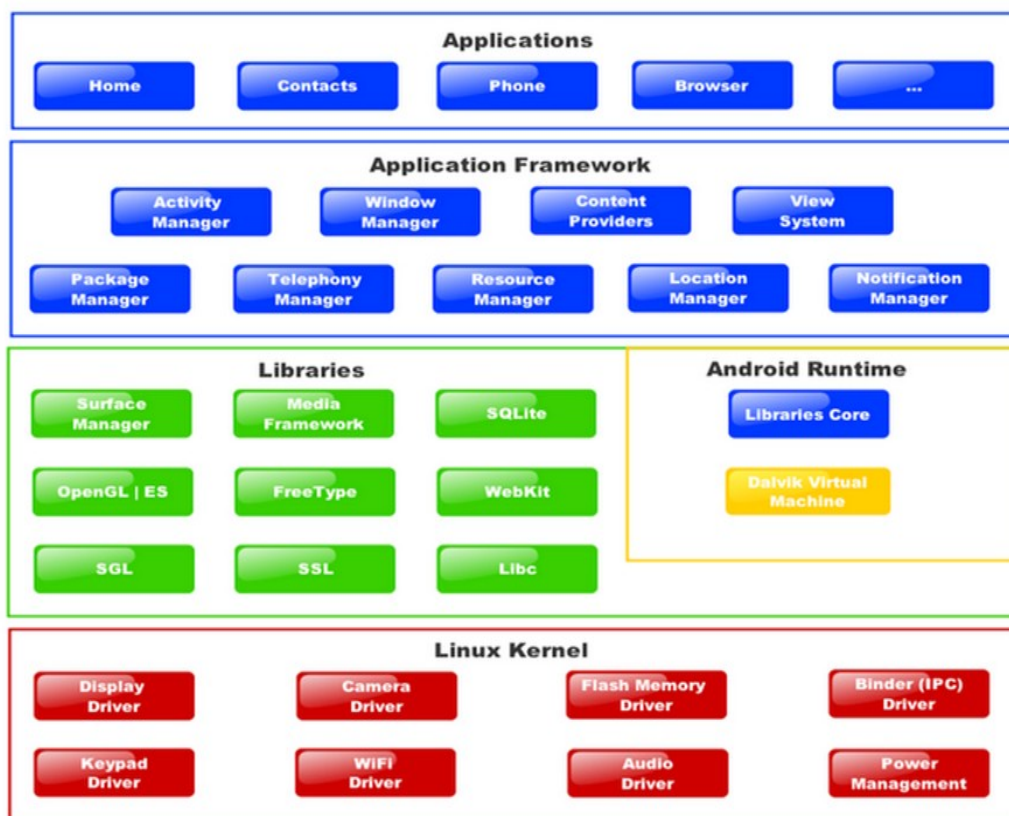 Applications
Home
Contacts
Phone
Browser
...
Application Framework
Activity
Manager
Window
Manager
Content
Providers
View
System
Package
Manager
Telephony
Manager
Resource
Manager
Location
Manager
Notification
Manager
Libraries
Surface
Manager
Media
Framework
SQLite
OpenGL | ES
FreeType
WebKit
SGL
SSL
Libc
Android Runtime
Libraries Core
Dalvik Virtual
Machine
Linux Kernel
Display
Driver
Camera
Driver
Flash Memory
Driver
Binder (IPC)
Driver
Keypad
Driver
WiFi
Driver
Audio
Driver
Power
Management